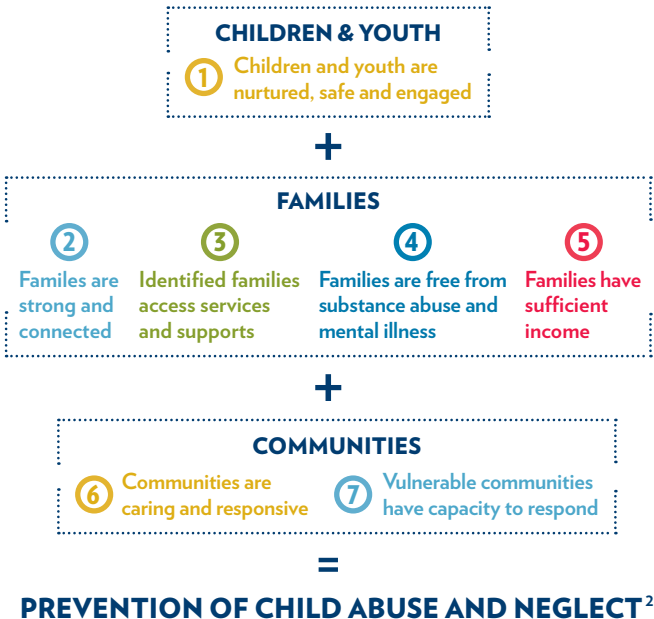 CHILDREN & YOUTH
1
Children and youth are
nurtured, safe and engaged
+
FAMILIES
2
Familes are
strong and
connected
3
Identified families
access services
and supports
4
Families are free from
substance abuse and
mental illness
5
Families have
sufficient
income
+
COMMUNITIES
6
Communities are
caring and responsive
7
Vulnerable communities
have capacity to respond
=
PREVENTION OF CHILD ABUSE AND NEGLECT²